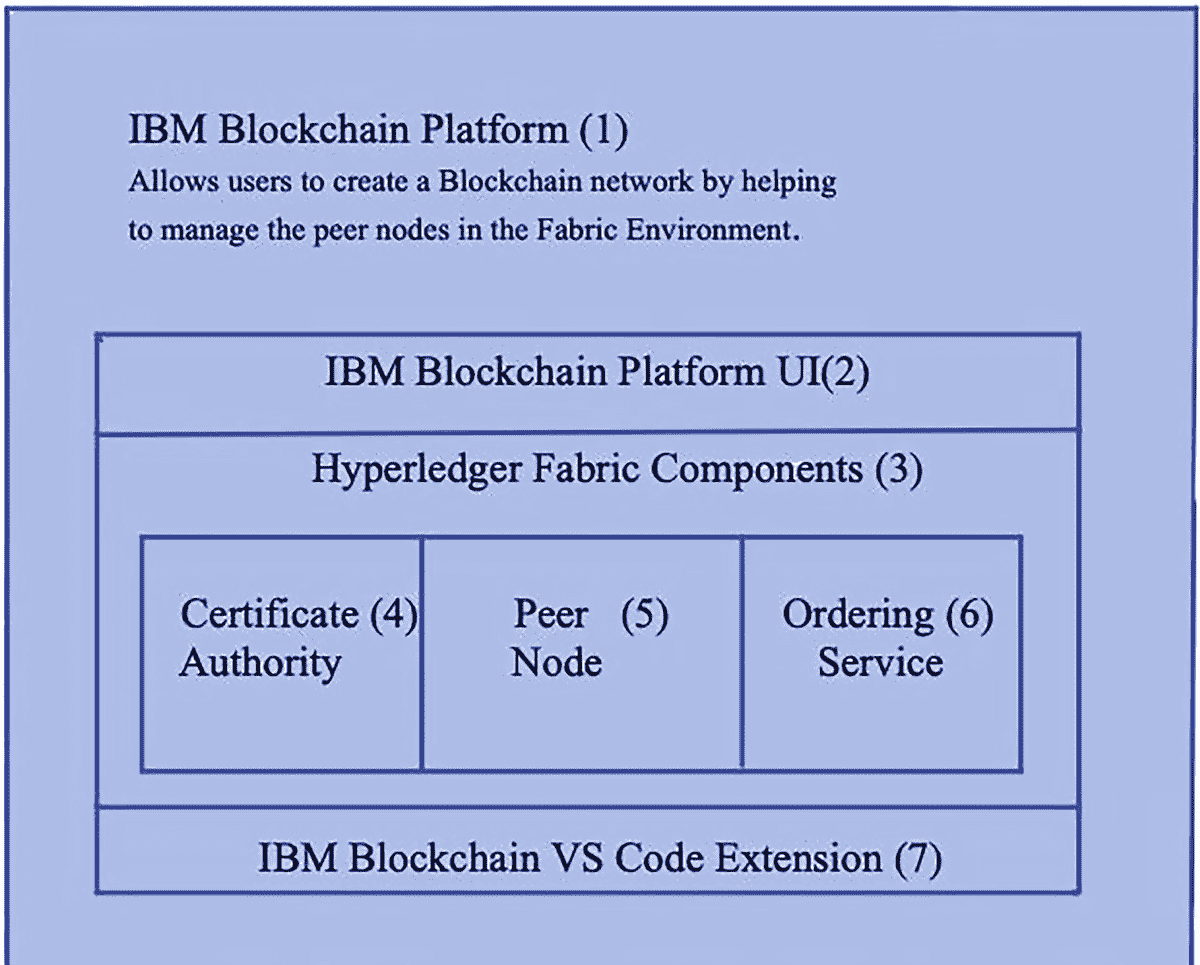 IBM Blockchain Platform (1)
Allows users to create a Blockchain network by helping
to manage the peer nodes in the Fabric Environment.
IBM Blockchain Platform UI(2)
Hyperledger Fabric Components (3)
Certificate (4)
Authority
Peer (5)
Node
Ordering (6)
Service
IBM Blockchain VS Code Extension (7)